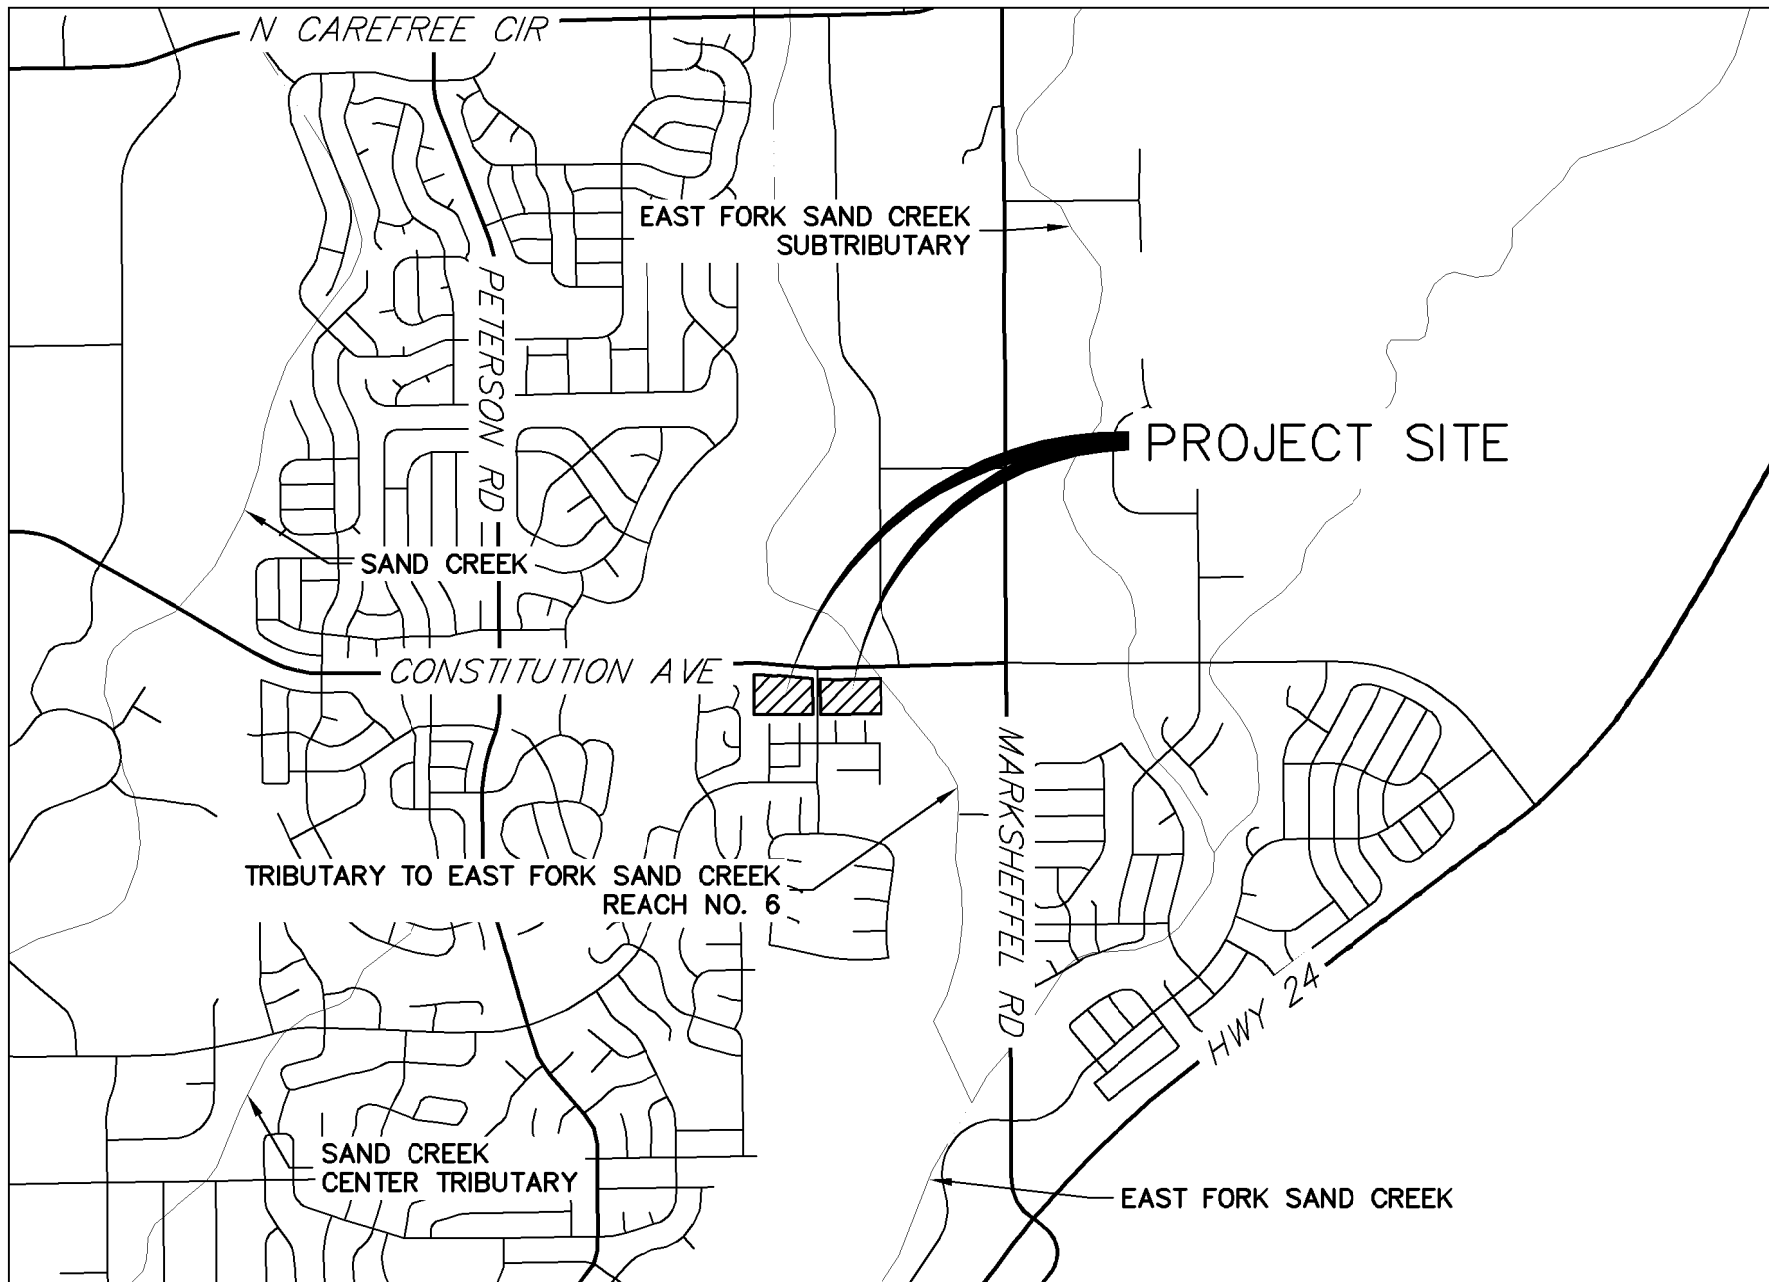 N CAREFREE CIR
EAST FORK SAND CREEK
SUBTRIBUTARY
PETERSON RD
PROJECT SITE
SAND CREEK
CONSTITUTION AVE
MARKSHEFFEL RD
TRIBUTARY TO EAST FORK SAND CREEK
REACH NO. 6
HWY 24
SAND CREEK
CENTER TRIBUTARY
EAST FORK SAND CREEK